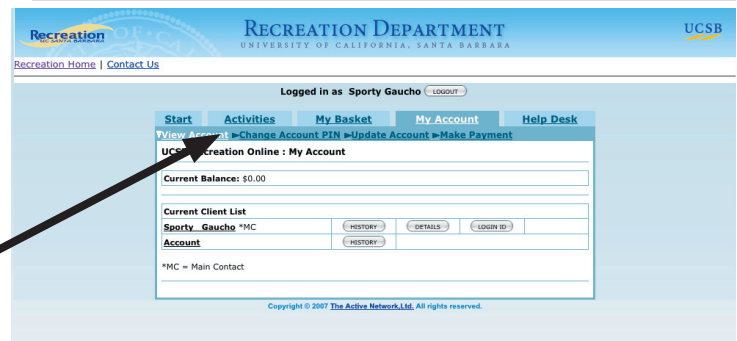 Recreation
UC SANTA BARBARA
RECREATION DEPARTMENT
UNIVERSITY OF CALIFORNIA, SANTA BARBARA
UCSB
Recreation Home | Contact Us
Logged in as Sporty Gaucho LOGOUT
Start Activities My Basket My Account Help Desk
▼View Account ►Change Account PIN ►Update Account ►Make Payment
Recreation Online : My Account
Current Balance: $0.00
Current Client List
Sporty Gaucho *MC HISTORY DETAILS LOGIN ID
Account HISTORY
*MC = Main Contact
Copyright © 2007 The Active Network,Ltd. All rights reserved.